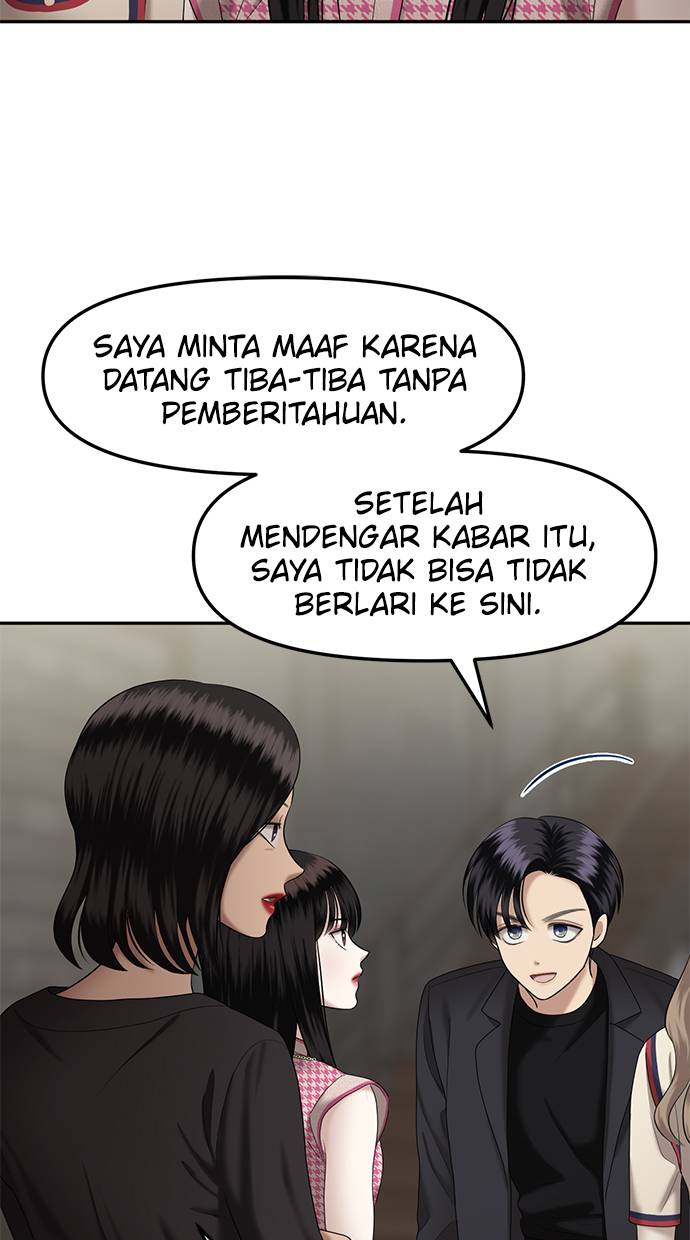 SAYA MINTA MAAF KARENA
DATANG TIBA-TIBA TANPA
PEMBERITAHUAN.
SETELAH
MENDENGAR KABAR ITU,
SAYA TIDAK BISA TIDAK
BERLARI KE SINI.